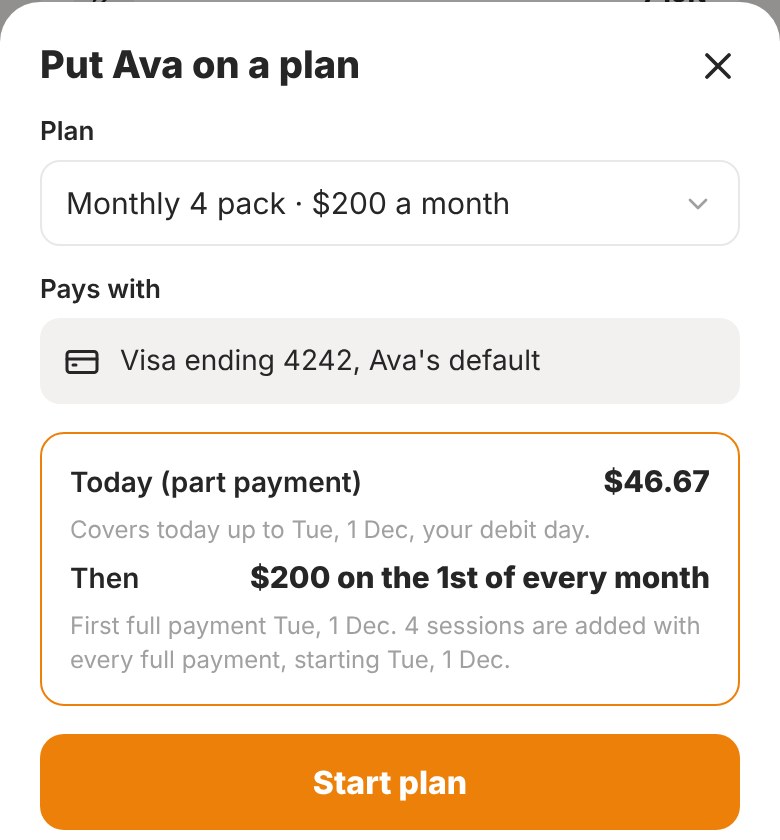 Put Ava on a plan
Plan
Monthly 4 pack · $200 a month
Pays with
Visa ending 4242, Ava's default
Today (part payment) $46.67
Covers today up to Tue, 1 Dec, your debit day.
Then $200 on the 1st of every month
First full payment Tue, 1 Dec. 4 sessions are added with
every full payment, starting Tue, 1 Dec.
Start plan